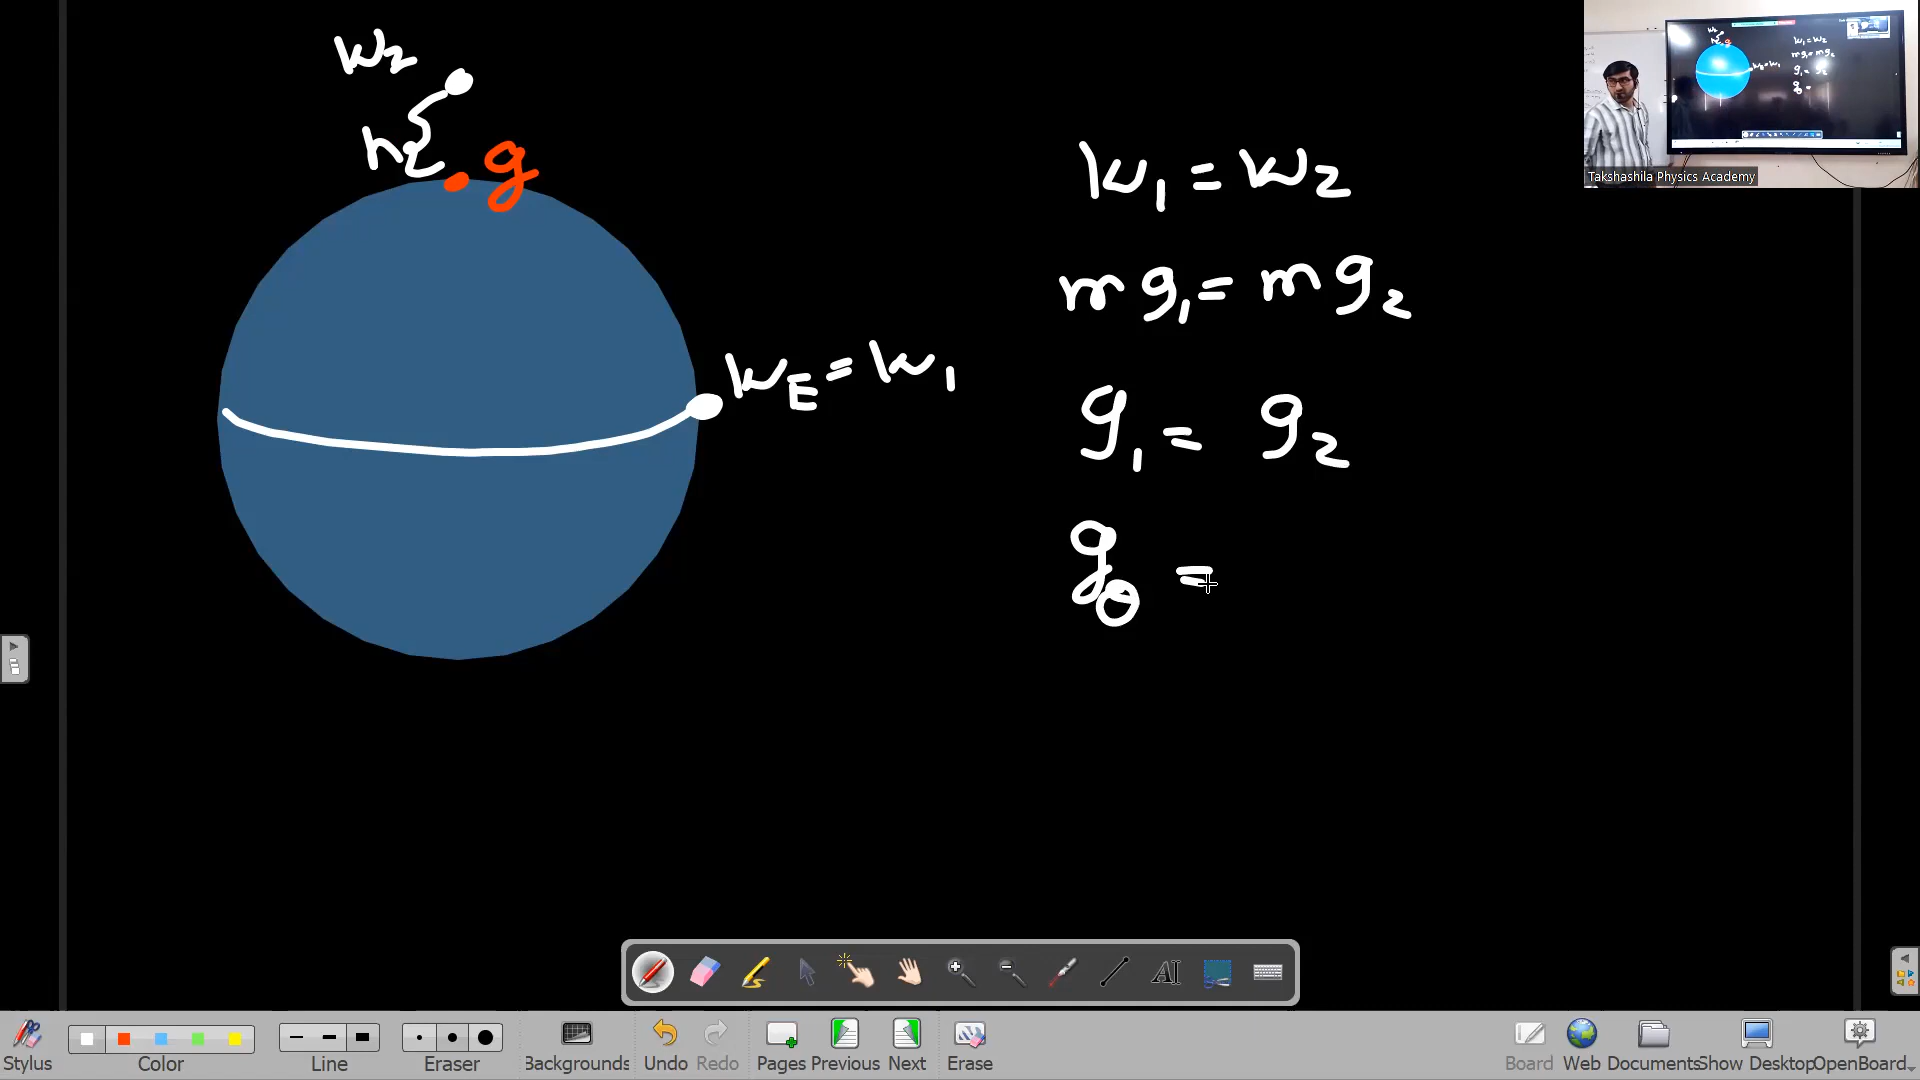 W₂
h
g
W_E = W₁
W₁ = W₂
mg₁ = mg₂
g₁ = g₂
g_θ =
Takshashila Physics Academy
Stylus
Color
Line
Eraser
Backgrounds
Undo
Redo
Pages
Previous
Next
Erase
Board
Web
Documents
Show Desktop
OpenBoard
AI